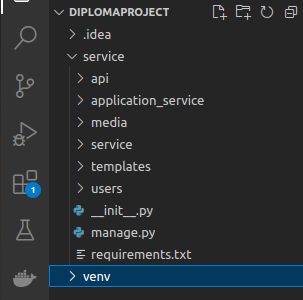 DIPLOMAPROJECT
.idea
service
api
application_service
media
service
templates
users
__init__.py
manage.py
requirements.txt
1
venv